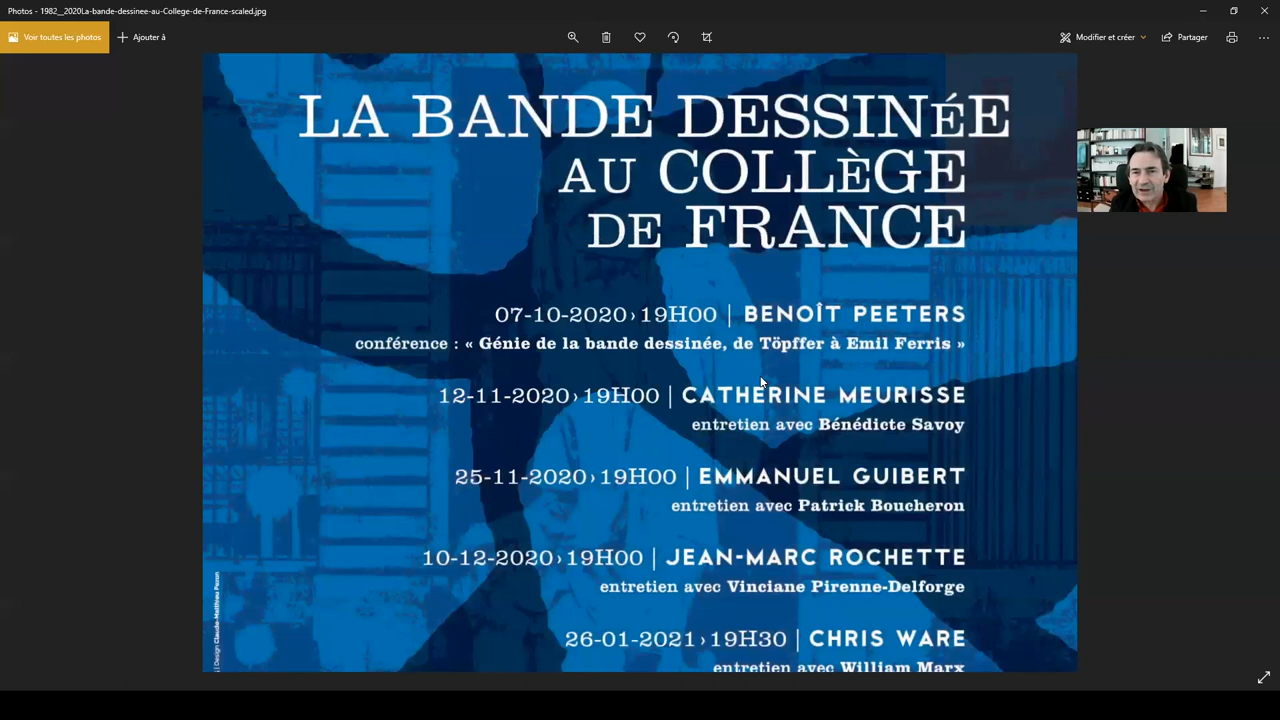 Photos - 1982__2020La-bande-dessinee-au-College-de-France-scaled.jpg
Voir toutes les photos
Ajouter à
Modifier et créer
Partager
LA BANDE DESSINÉE
AU COLLÈGE
DE FRANCE
07-10-2020 › 19H00 | BENOÎT PEETERS
conférence : « Génie de la bande dessinée, de Töpffer à Emil Ferris »
12-11-2020 › 19H00 | CATHERINE MEURISSE
entretien avec Bénédicte Savoy
25-11-2020 › 19H00 | EMMANUEL GUIBERT
entretien avec Patrick Boucheron
10-12-2020 › 19H00 | JEAN-MARC ROCHETTE
entretien avec Vinciane Pirenne-Delforge
26-01-2021 › 19H30 | CHRIS WARE
entretien avec William Marx
| Design Claude-Matthieu Pezon